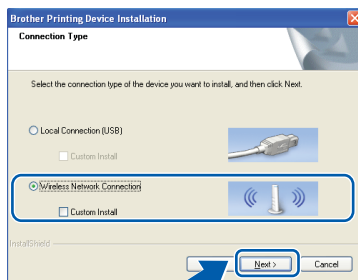 Brother Printing Device Installation
Connection Type
Select the connection type of the device you want to install, and then click Next.
Local Connection (USB)
Custom Install
Wireless Network Connection
Custom Install
InstallShield
Next >
Cancel